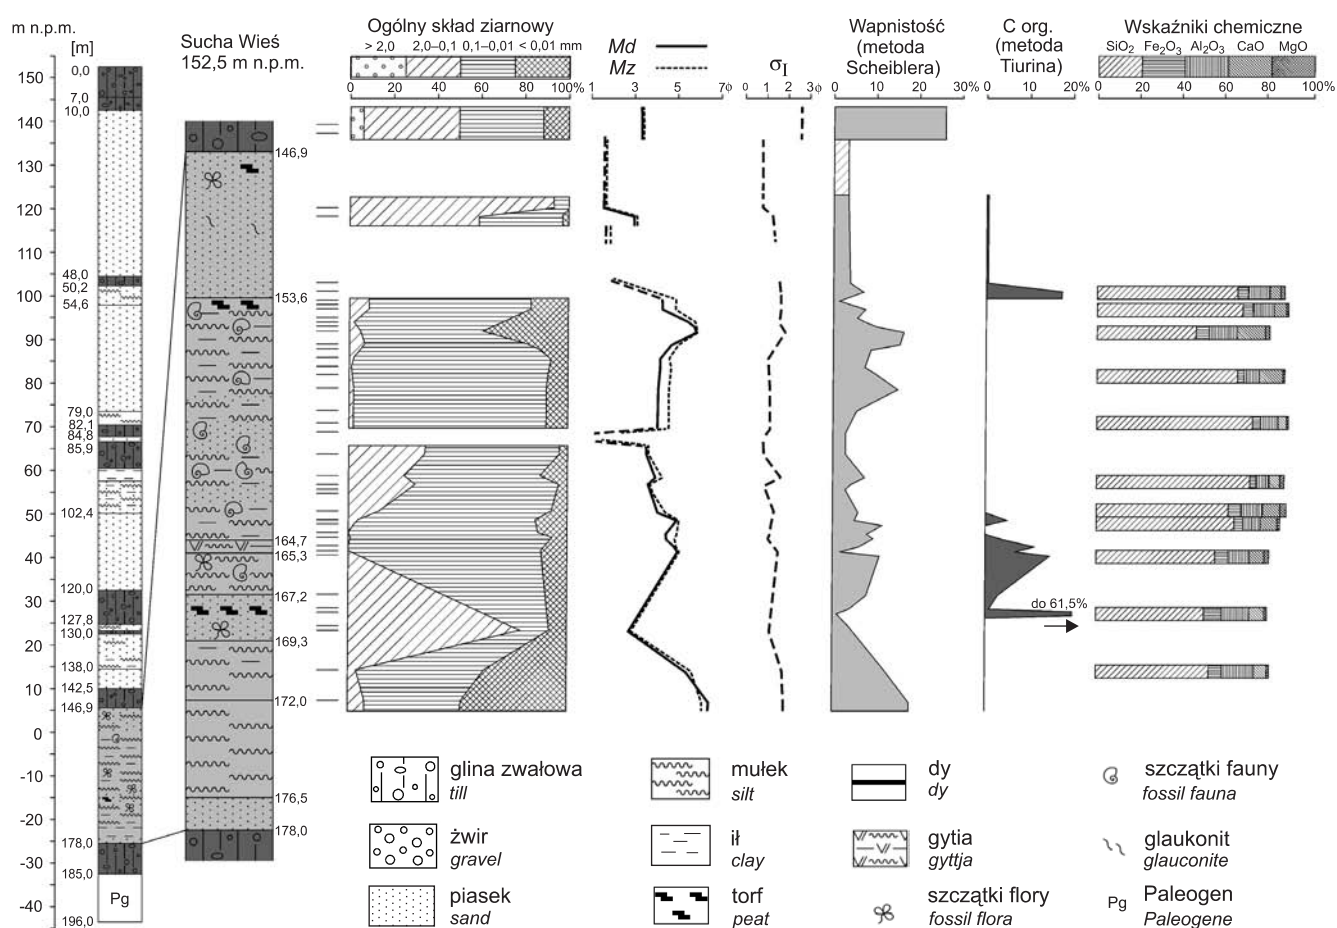 m n.p.m.
[m]
150
140
130
120
110
100
90
80
70
60
50
40
30
20
10
0
-10
-20
-30
-40
0,0
7,0
10,0
48,0
50,2
54,6
79,0
82,1
84,8
85,9
102,4
120,0
127,8
130,0
138,0
142,5
146,9
178,0
185,0
196,0
Pg
Sucha Wieś
152,5 m n.p.m.
146,9
153,6
164,7
165,3
167,2
169,3
172,0
176,5
178,0
Ogólny skład ziarnowy
> 2,0 2,0–0,1 0,1–0,01 < 0,01 mm
0 20 40 60 80 100%
Md
Mz
1 3 5 7ϕ
σI
0 1 2 3ϕ
Wapnistość
(metoda
Scheiblera)
0 10 20 30%
C org.
(metoda
Tiurina)
0 10 20%
do 61,5%
Wskaźniki chemiczne
SiO2 Fe2O3 Al2O3 CaO MgO
0 20 40 60 80 100%
glina zwałowa
till
żwir
gravel
piasek
sand
mułek
silt
ił
clay
torf
peat
dy
dy
gytia
gyttja
szczątki flory
fossil flora
szczątki fauny
fossil fauna
glaukonit
glauconite
Pg Paleogen
Paleogene